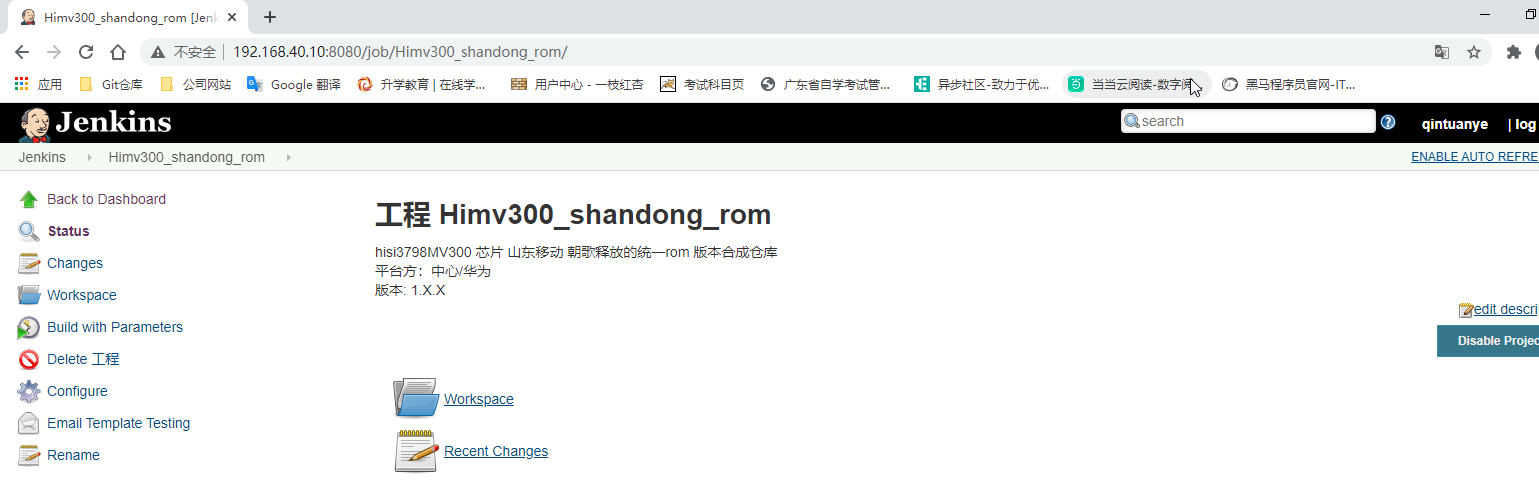 Himv300_shandong_rom [Jenk
不安全 | 192.168.40.10:8080/job/Himv300_shandong_rom/
应用 Git仓库 公司网站 Google 翻译 升学教育 | 在线学... 用户中心 - 一枝红杏 考试科目页 广东省自学考试管... 异步社区-致力于优... 当当云阅读-数字阅 黑马程序员官网-IT...
Jenkins search qintuanye | log
Jenkins Himv300_shandong_rom ENABLE AUTO REFRE
Back to Dashboard
Status
Changes
Workspace
Build with Parameters
Delete 工程
Configure
Email Template Testing
Rename
工程 Himv300_shandong_rom
hisi3798MV300 芯片 山东移动 朝歌释放的统一rom 版本合成仓库
平台方：中心/华为
版本: 1.X.X
edit descri
Disable Projec
Workspace
Recent Changes